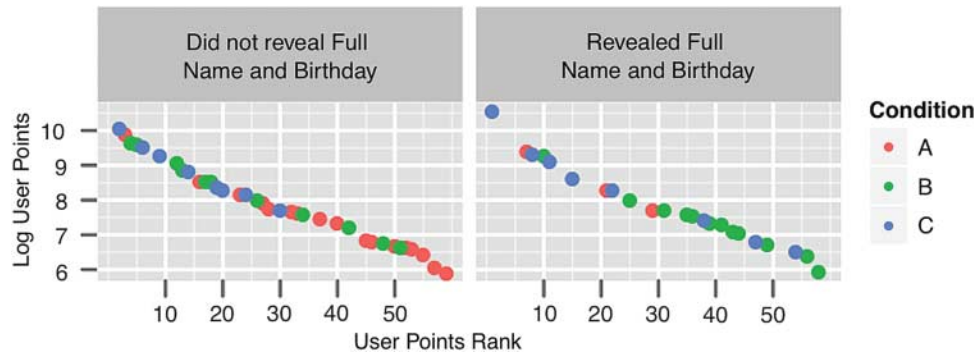 Did not reveal Full
Name and Birthday
Revealed Full
Name and Birthday
Log User Points
10
9
8
7
6
10 20 30 40 50
10 20 30 40 50
User Points Rank
Condition
A
B
C